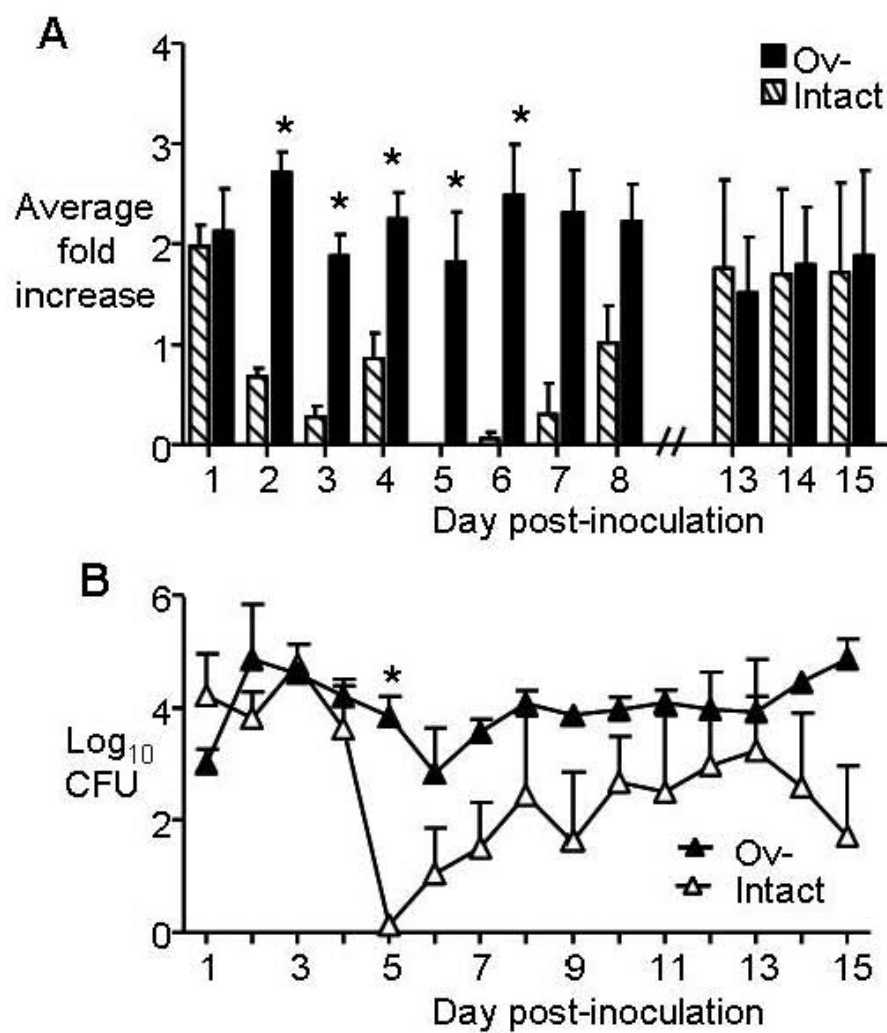 A
4
Ov-
Intact
*
*
*
*
*
3
Average
fold
increase
2
1
0
1 2 3 4 5 6 7 8 // 13 14 15
Day post-inoculation
B
6
*
4
Log₁₀
CFU
2
Ov-
Intact
0
1 3 5 7 9 11 13 15
Day post-inoculation